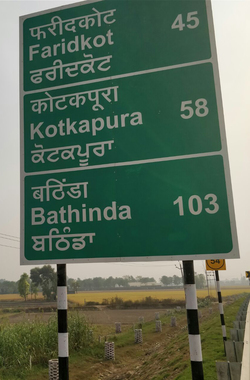 फरीदकोट
Faridkot 45
ਫਰੀਦਕੋਟ
कोटकपूरा
Kotkapura 58
ਕੋਟਕਪੂਰਾ
बठिंडा
Bathinda 103
ਬਠਿੰਡਾ